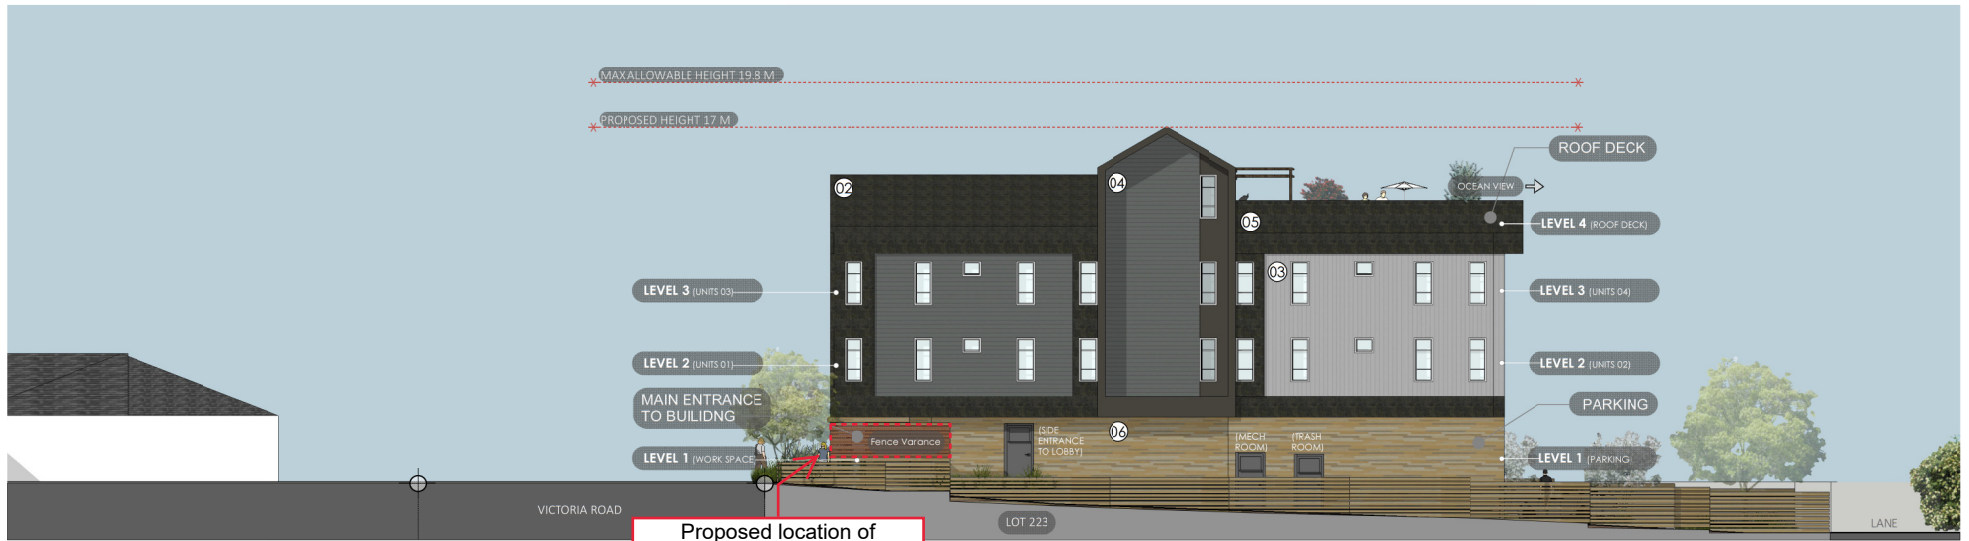 MAX ALLOWABLE HEIGHT 19.8 M
PROPOSED HEIGHT 17 M
ROOF DECK
02
04
OCEAN VIEW
05
LEVEL 4 (ROOF DECK)
03
LEVEL 3 (UNITS 03)
LEVEL 3 (UNITS 04)
LEVEL 2 (UNITS 01)
LEVEL 2 (UNITS 02)
MAIN ENTRANCE
TO BUILIDNG
PARKING
Fence Varance
06
(SIDE
ENTRANCE
TO LOBBY)
(MECH
ROOM)
(TRASH
ROOM)
LEVEL 1 (WORK SPACE)
LEVEL 1 (PARKING
VICTORIA ROAD
LOT 223
LANE
Proposed location of